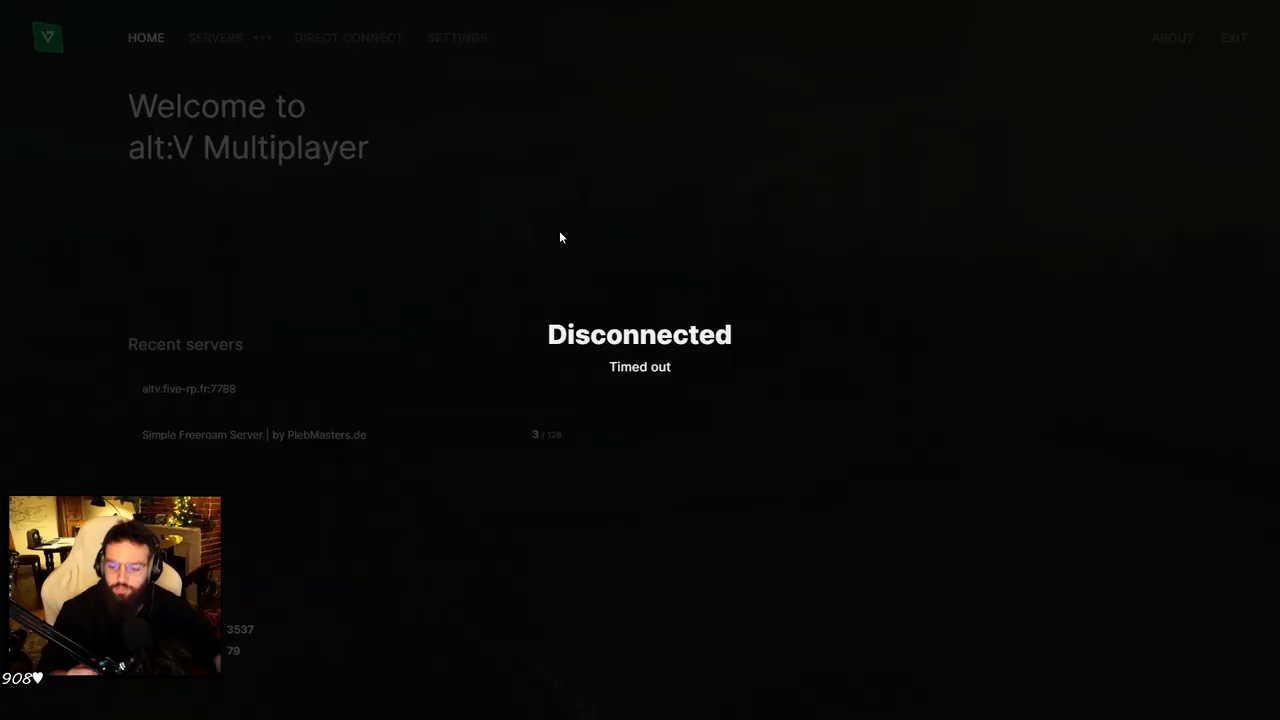 HOME
SERVERS
DIRECT CONNECT
SETTINGS
ABOUT
EXIT
Welcome to
alt:V Multiplayer
Disconnected
Timed out
Recent servers
altv.five-rp.fr:7788
Simple Freeroam Server | by PlebMasters.de
3 / 128
3537
79
908♥